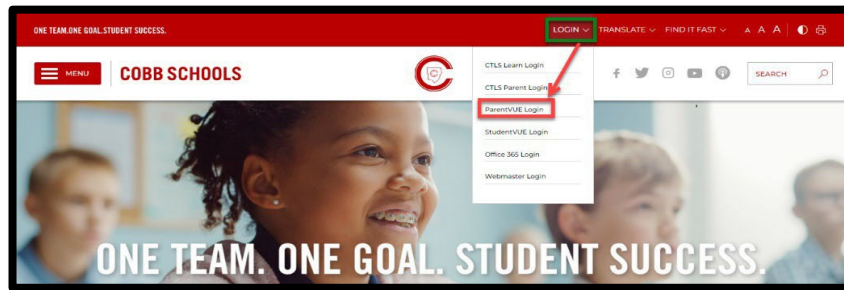 ONE TEAM.ONE GOAL.STUDENT SUCCESS.
LOGIN TRANSLATE FIND IT FAST A A A
MENU COBB SCHOOLS C SEARCH
CTLS Learn Login
CTLS Parent Login
ParentVUE Login
StudentVUE Login
Office 365 Login
Webmaster Login
ONE TEAM. ONE GOAL. STUDENT SUCCESS.